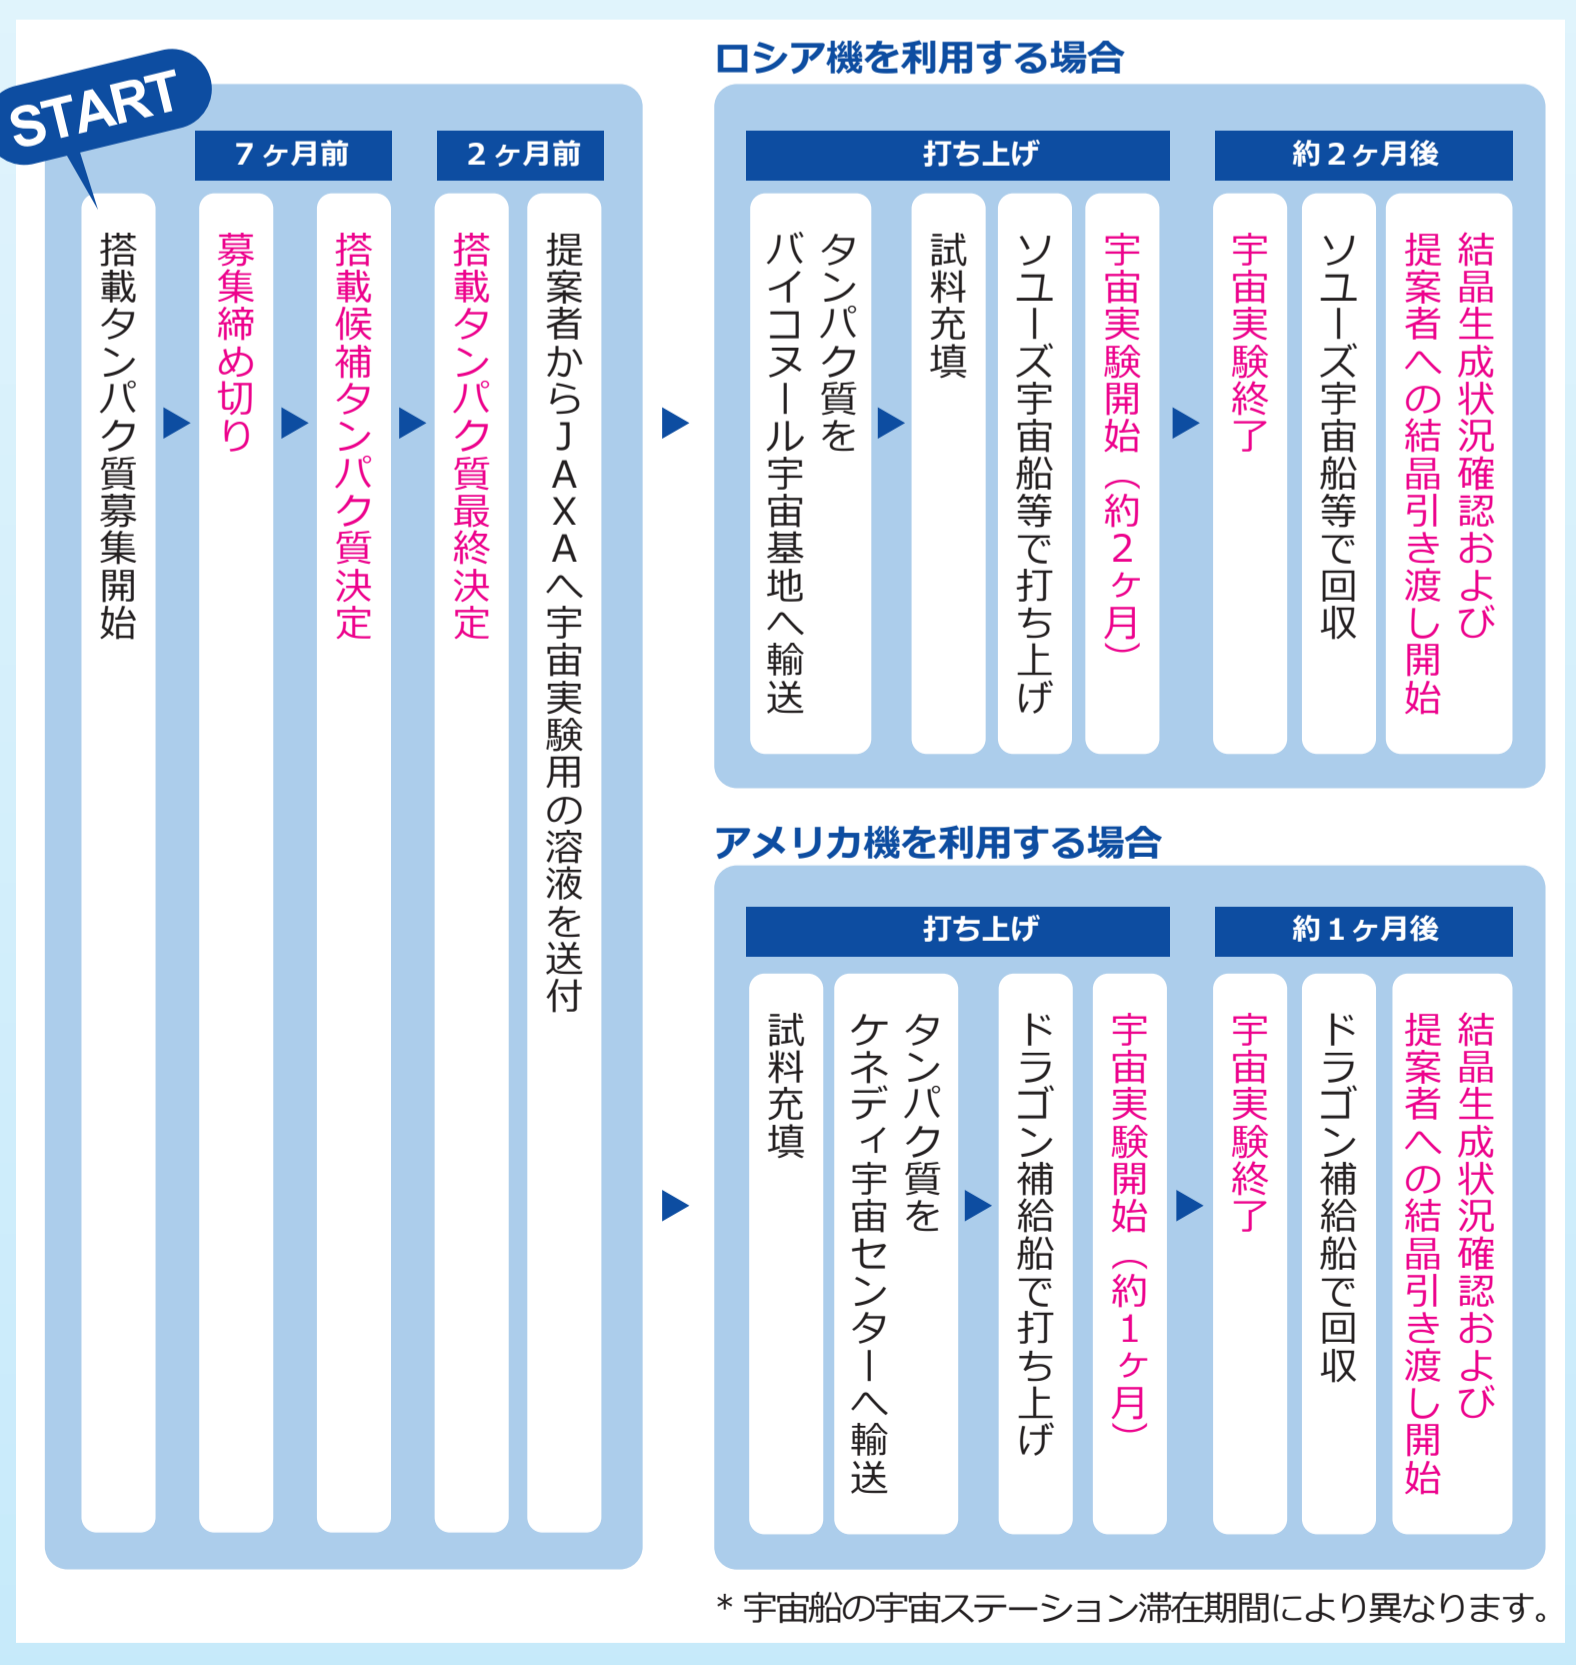 START
搭載タンパク質募集開始
7ヶ月前
募集締め切り
搭載候補タンパク質決定
2ヶ月前
搭載タンパク質最終決定
提案者からJAXAへ宇宙実験用の溶液を送付
ロシア機を利用する場合
打ち上げ
タンパク質を
バイコヌール宇宙基地へ輸送
試料充填
ソユーズ宇宙船等で打ち上げ
宇宙実験開始（約2ヶ月）
約2ヶ月後
宇宙実験終了
ソユーズ宇宙船等で回収
結晶生成状況確認および
提案者への結晶引き渡し開始
アメリカ機を利用する場合
打ち上げ
試料充填
タンパク質を
ケネディ宇宙センターへ輸送
ドラゴン補給船で打ち上げ
宇宙実験開始（約1ヶ月）
約1ヶ月後
宇宙実験終了
ドラゴン補給船で回収
結晶生成状況確認および
提案者への結晶引き渡し開始
* 宇宙船の宇宙ステーション滞在期間により異なります。